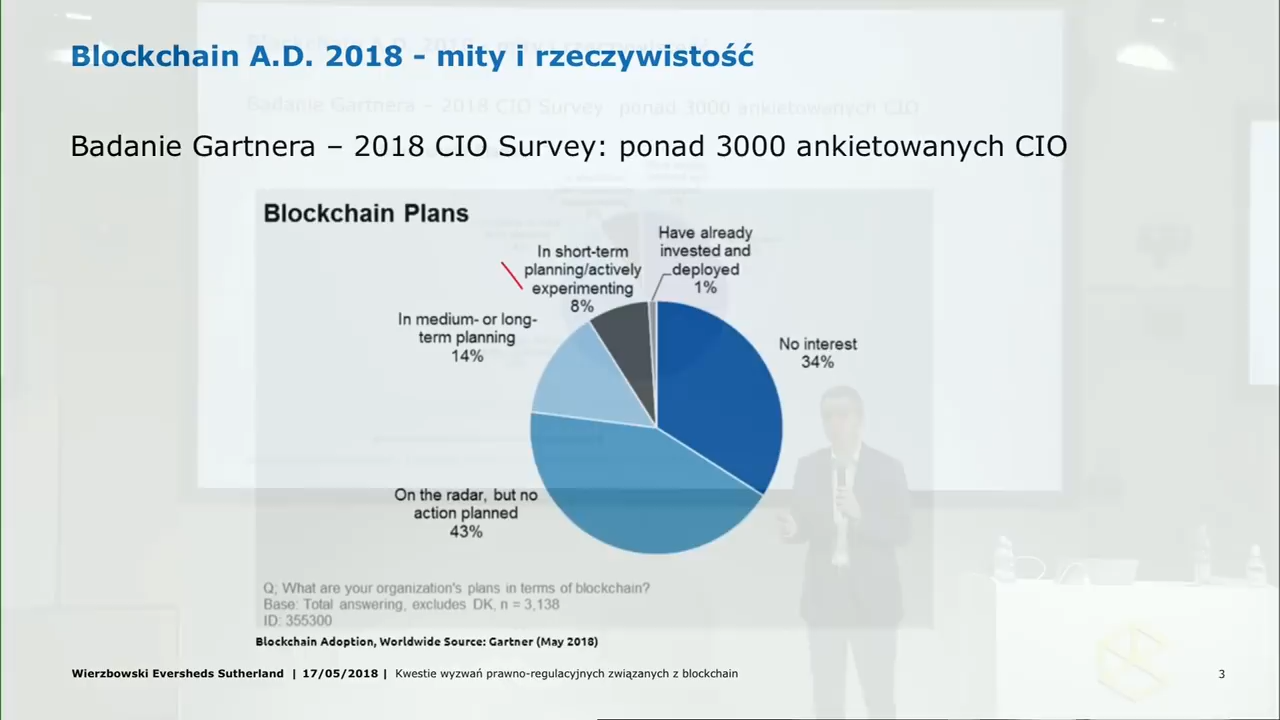 Blockchain A.D. 2018 - mity i rzeczywistość
Badanie Gartnera – 2018 CIO Survey: ponad 3000 ankietowanych CIO
Blockchain Plans
Have already
invested and
deployed
1%
In short-term
planning/actively
experimenting
8%
In medium- or long-
term planning
14%
No interest
34%
On the radar, but no
action planned
43%
Q; What are your organization's plans in terms of blockchain?
Base: Total answering, excludes DK, n = 3,138
ID: 355300
Blockchain Adoption, Worldwide Source: Gartner (May 2018)
Wierzbowski Eversheds Sutherland | 17/05/2018 | Kwestie wyzwań prawno-regulacyjnych związanych z blockchain
3